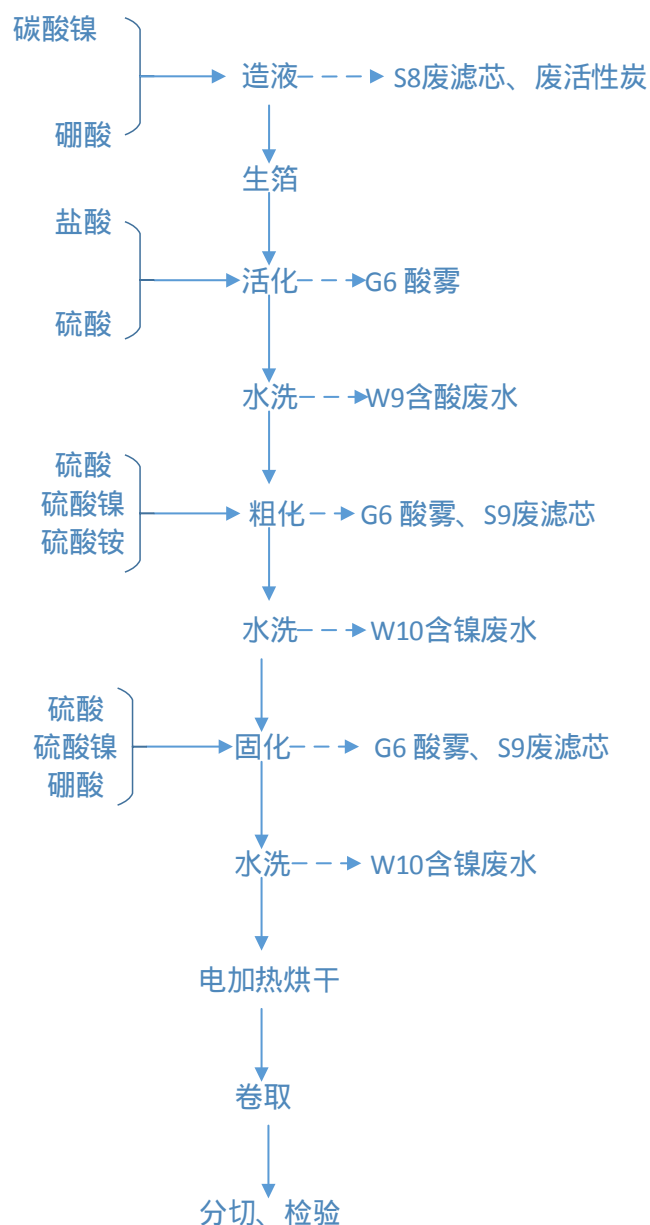 碳酸镍
硼酸
造液
S8废滤芯、废活性炭
生箔
盐酸
硫酸
活化
G6 酸雾
水洗
W9含酸废水
硫酸
硫酸镍
硫酸铵
粗化
G6 酸雾、S9废滤芯
水洗
W10含镍废水
硫酸
硫酸镍
硼酸
固化
G6 酸雾、S9废滤芯
水洗
W10含镍废水
电加热烘干
卷取
分切、检验